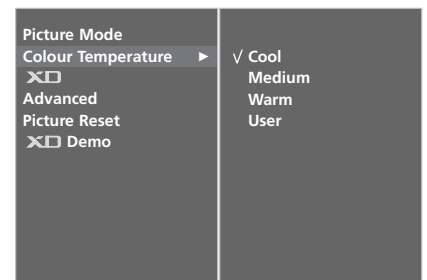 Picture Mode
Colour Temperature ►
XD
Advanced
Picture Reset
XD Demo
√ Cool
Medium
Warm
User